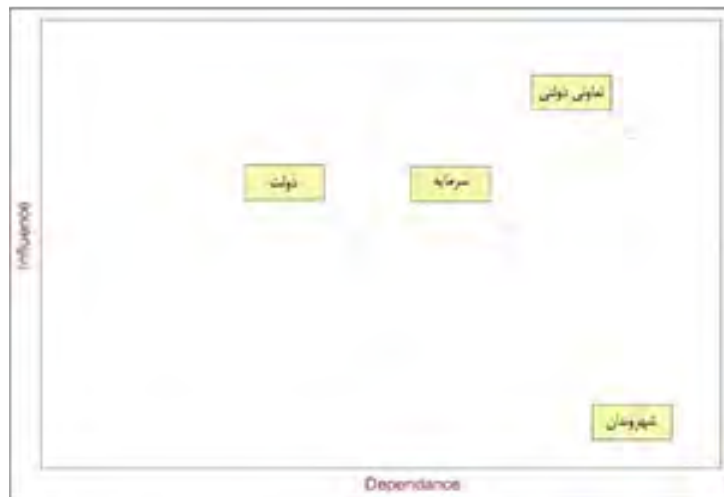 تعاونی دولتی
دولت
سرمایه
Influence
شهروندان
Dependance